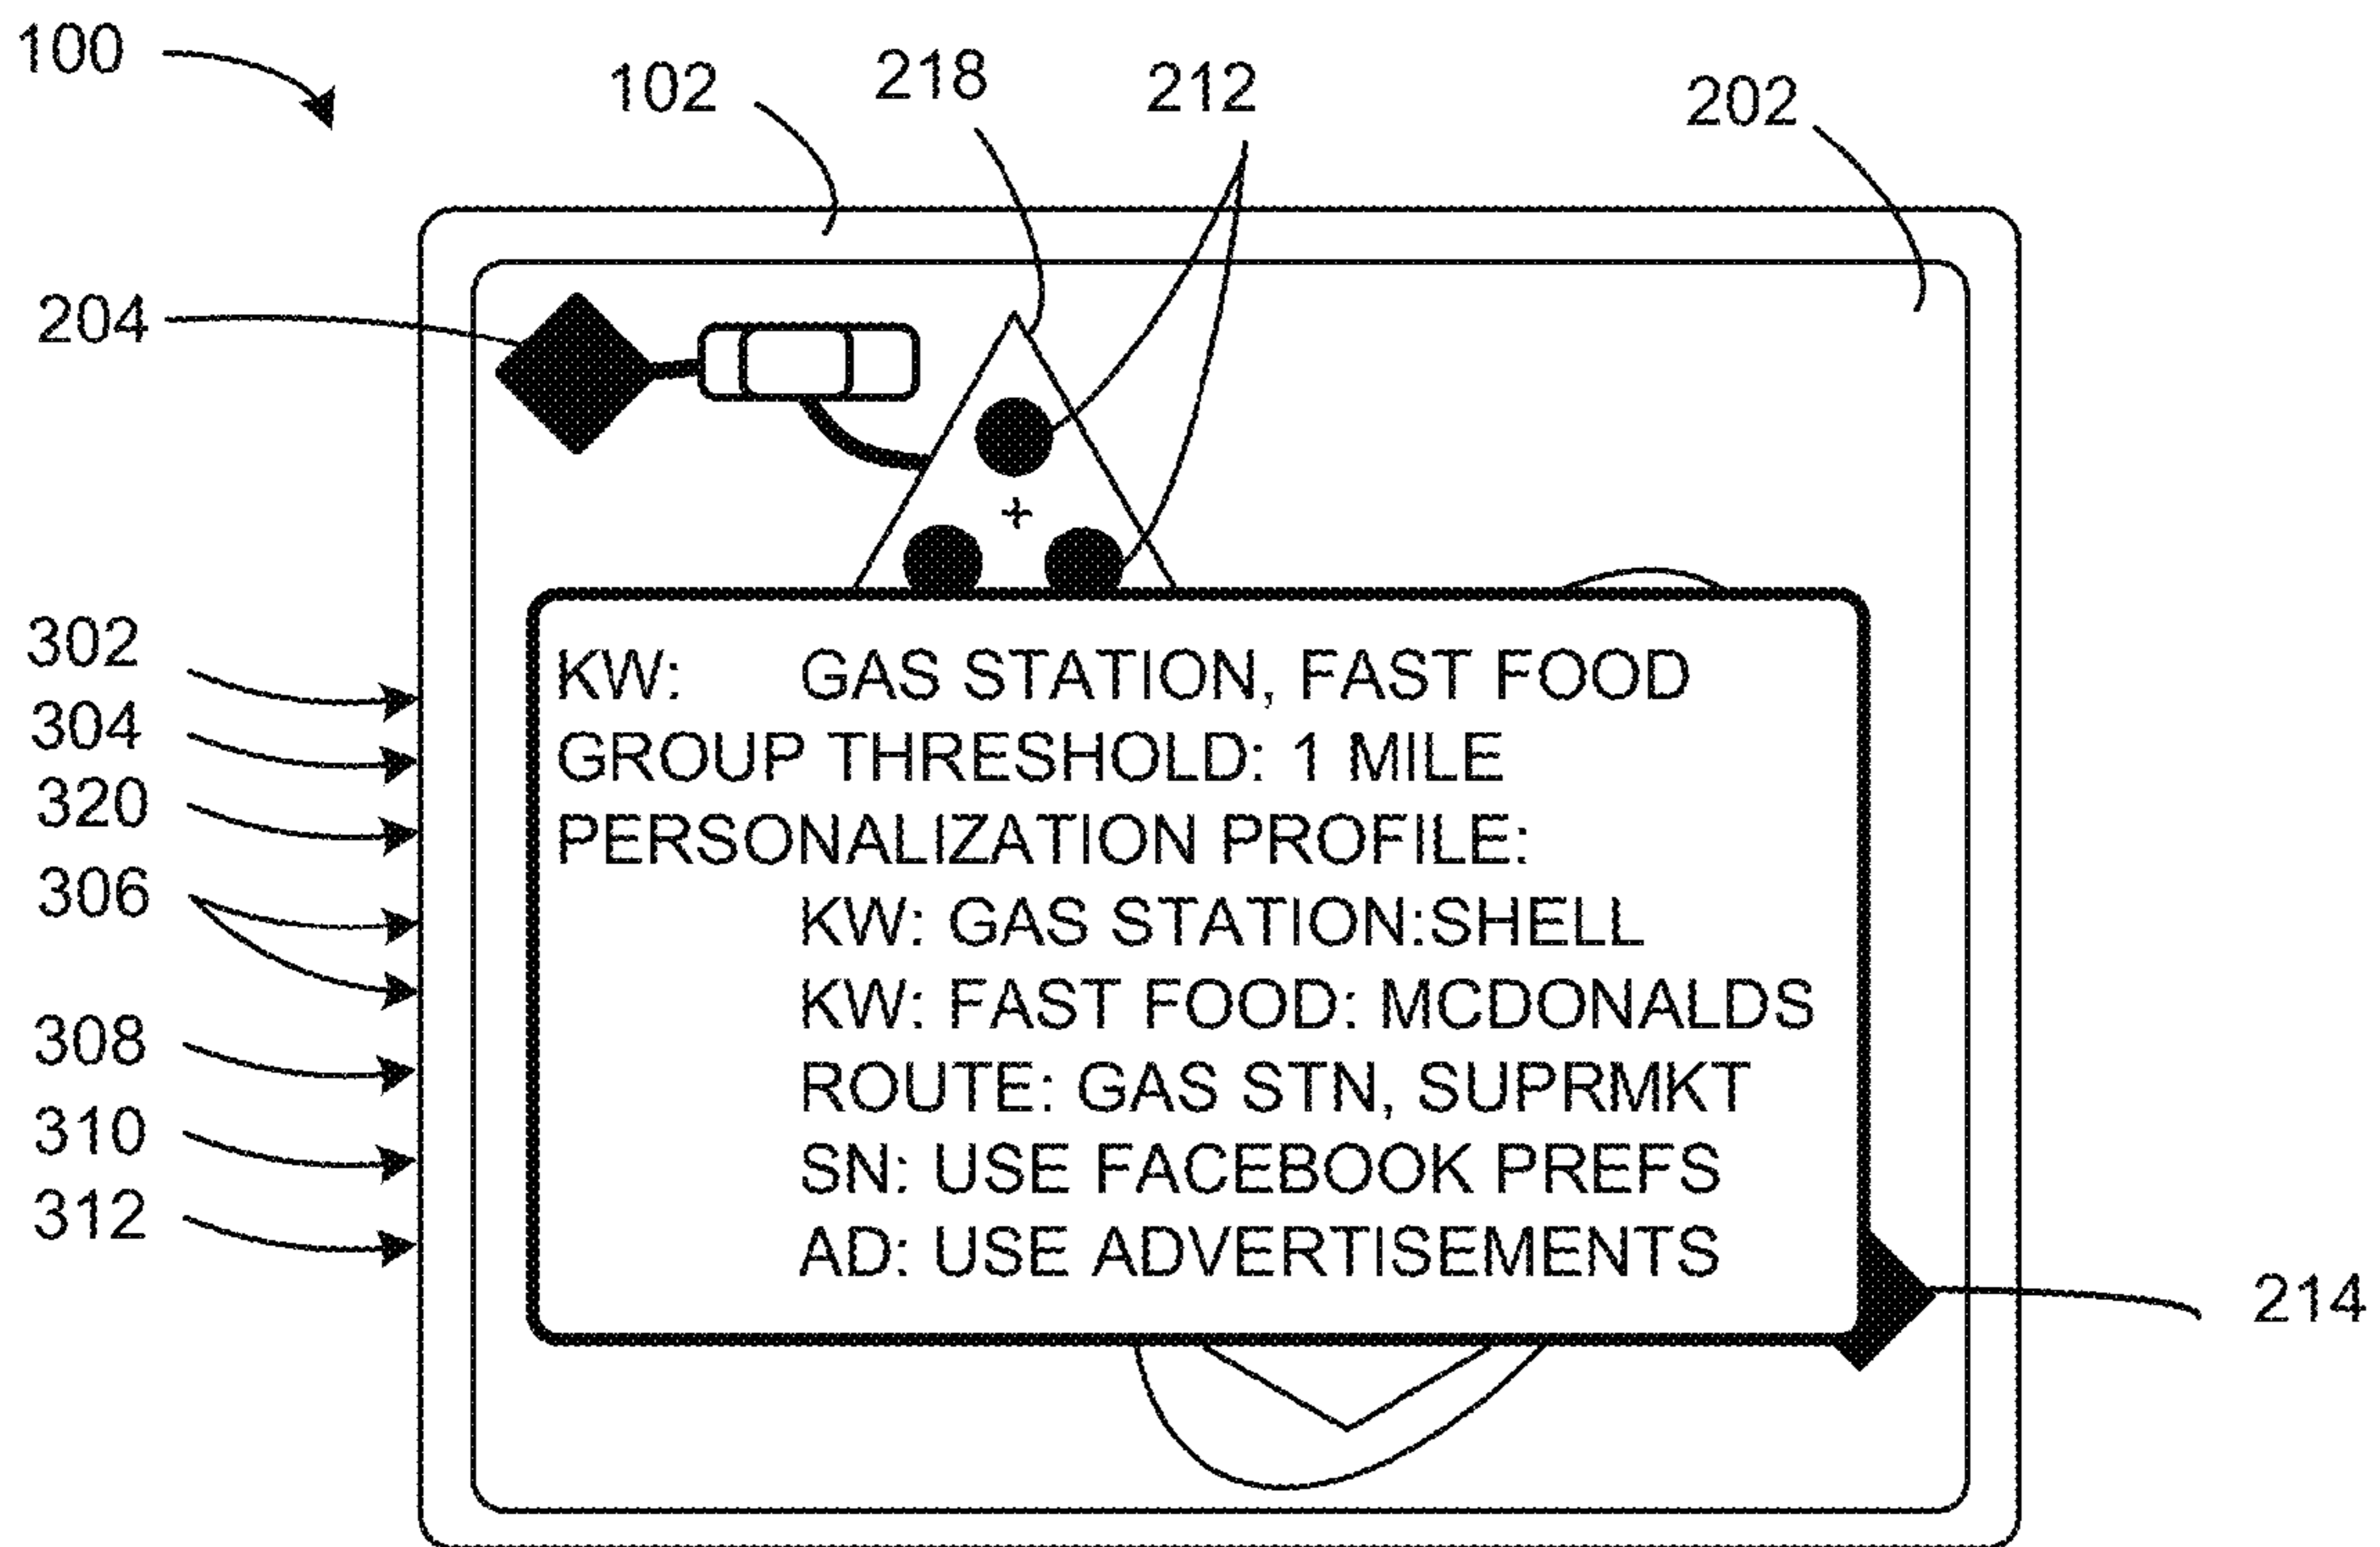 100
102
218
212
202
204
302
304
320
306
308
310
312
KW: GAS STATION, FAST FOOD
GROUP THRESHOLD: 1 MILE
PERSONALIZATION PROFILE:
KW: GAS STATION:SHELL
KW: FAST FOOD: MCDONALDS
ROUTE: GAS STN, SUPRMKT
SN: USE FACEBOOK PREFS
AD: USE ADVERTISEMENTS
214